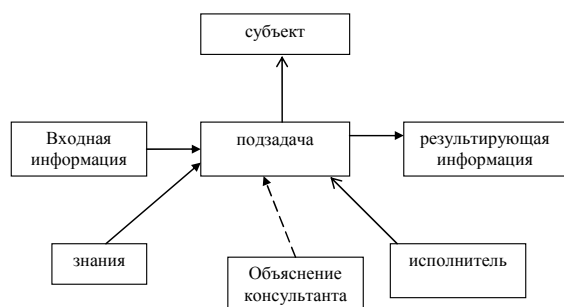 субъект
Входная
информация
подзадача
результирующая
информация
знания
Объяснение
консультанта
исполнитель